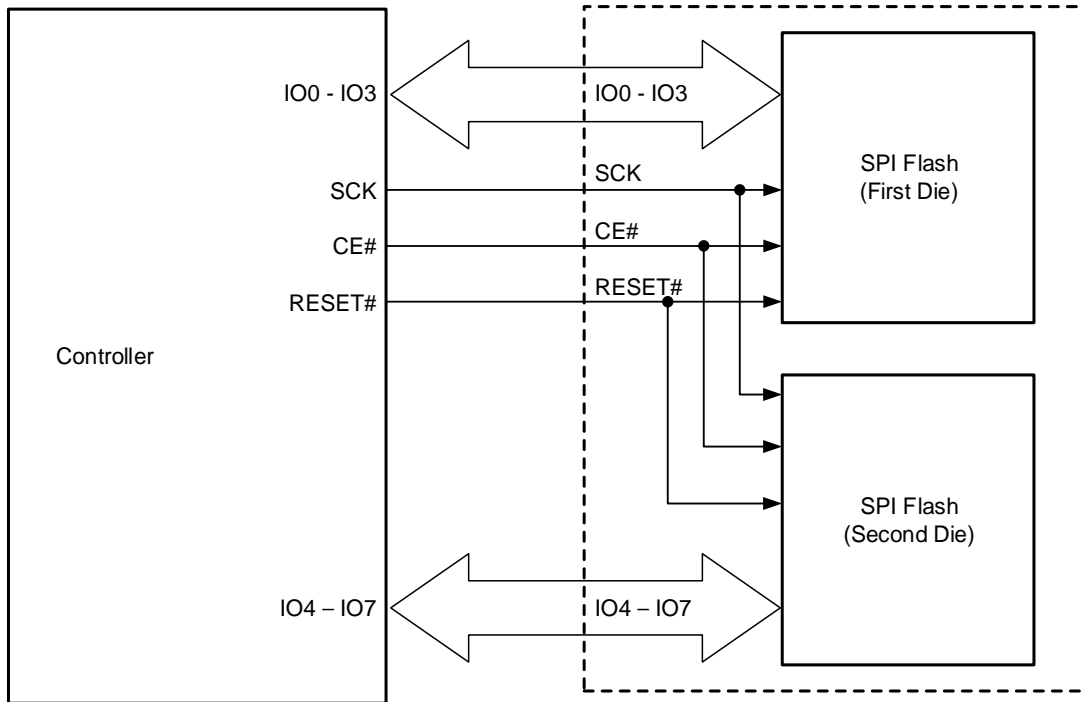 IO0 - IO3
IO0 - IO3
SPI Flash
(First Die)
SCK
SCK
CE#
CE#
RESET#
RESET#
Controller
SPI Flash
(Second Die)
IO4 – IO7
IO4 – IO7